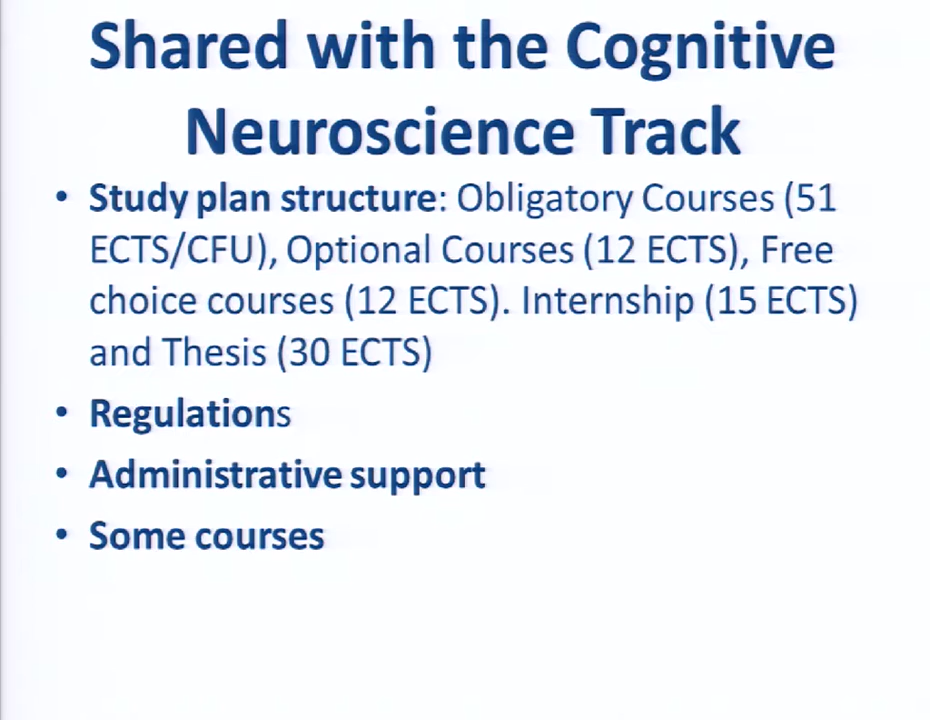 Shared with the Cognitive
Neuroscience Track
• Study plan structure: Obligatory Courses (51
ECTS/CFU), Optional Courses (12 ECTS), Free
choice courses (12 ECTS). Internship (15 ECTS)
and Thesis (30 ECTS)
• Regulations
• Administrative support
• Some courses